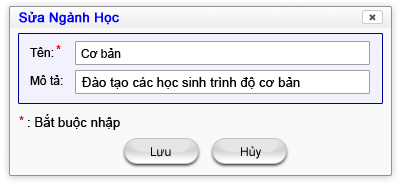 Sửa Ngành Học
Tên:* Cơ bản
Mô tả: Đào tạo các học sinh trình độ cơ bản
* : Bắt buộc nhập
Lưu Hủy